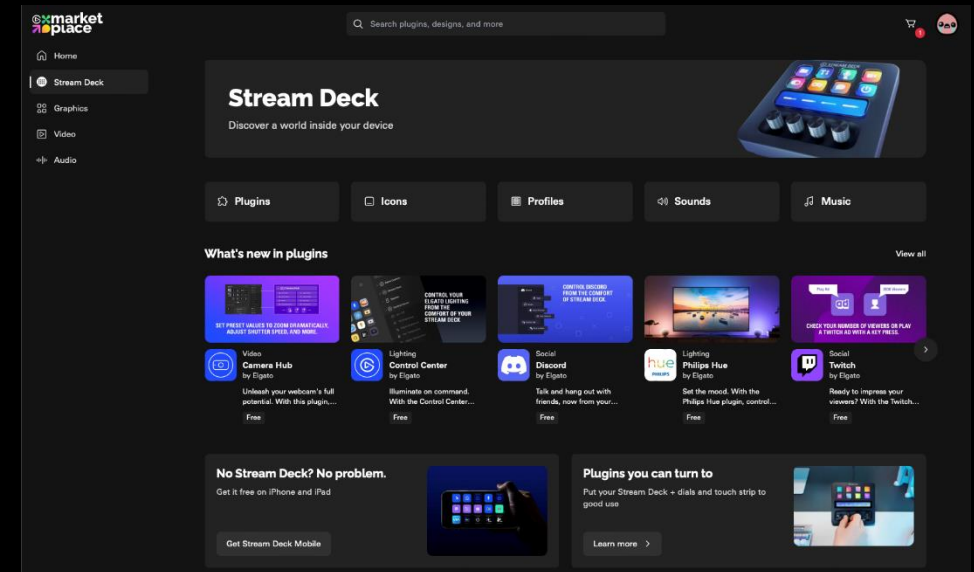 market
place
Search plugins, designs, and more
1
Home
Stream Deck
Graphics
Video
Audio
Stream Deck
Discover a world inside your device
STREAM DECK
Plugins
Icons
Profiles
Sounds
Music
What's new in plugins
View all
SET PRESET VALUES TO ZOOM DRAMATICALLY,
ADJUST SHUTTER SPEED, AND MORE.
Video
Camera Hub
by Elgato
Unleash your webcam's full
potential. With this plugin,...
Free
CONTROL YOUR
ELGATO LIGHTING
FROM THE
COMFORT OF YOUR
STREAM DECK
Lighting
Control Center
by Elgato
Illuminate on command.
With the Control Center...
Free
CONTROL DISCORD
FROM THE COMFORT
OF STREAM DECK.
Social
Discord
by Elgato
Talk and hang out with
friends, now from your...
Free
hue
PHILIPS
Lighting
Philips Hue
by Elgato
Set the mood. With the
Philips Hue plugin, control...
Free
CHECK YOUR NUMBER OF VIEWERS OR PLAY
A TWITCH AD WITH A KEY PRESS.
Social
Twitch
by Elgato
Ready to impress your
viewers? With the Twitch...
Free
No Stream Deck? No problem.
Get it free on iPhone and iPad
Get Stream Deck Mobile
Plugins you can turn to
Put your Stream Deck + dials and touch strip to
good use
Learn more